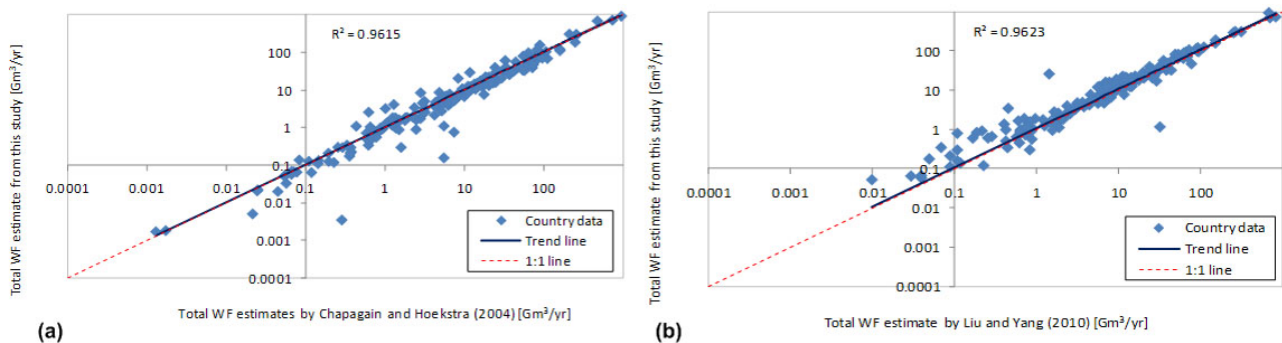 (a)
Total WF estimate from this study [Gm³/yr]
R² = 0.9615
100
10
1
0.1
0.0001 0.001 0.01 0.1 1 10 100
0.01
0.001
0.0001
Country data
Trend line
1:1 line
Total WF estimates by Chapagain and Hoekstra (2004) [Gm³/yr]
(b)
Total WF estimate from this study [Gm³/yr]
R² = 0.9623
100
10
1
0.1
0.0001 0.001 0.01 0.1 1 10 100
0.01
0.001
0.0001
Country data
Trend line
1:1 line
Total WF estimate by Liu and Yang (2010) [Gm³/yr]